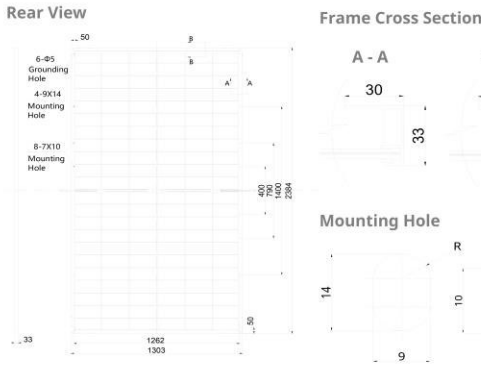 Rear View
50
B
6-Φ5
Grounding
Hole
B
4-9X14
Mounting
Hole
A A
8-7X10
Mounting
Hole
400
790
1400
2384
50
33
1262
1303
Frame Cross Section
A - A
30
33
Mounting Hole
R
14
10
9